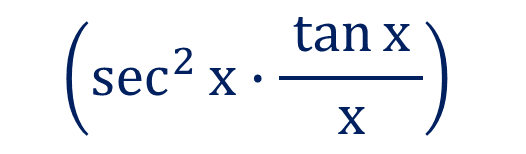 (sec² x · tan x / x)